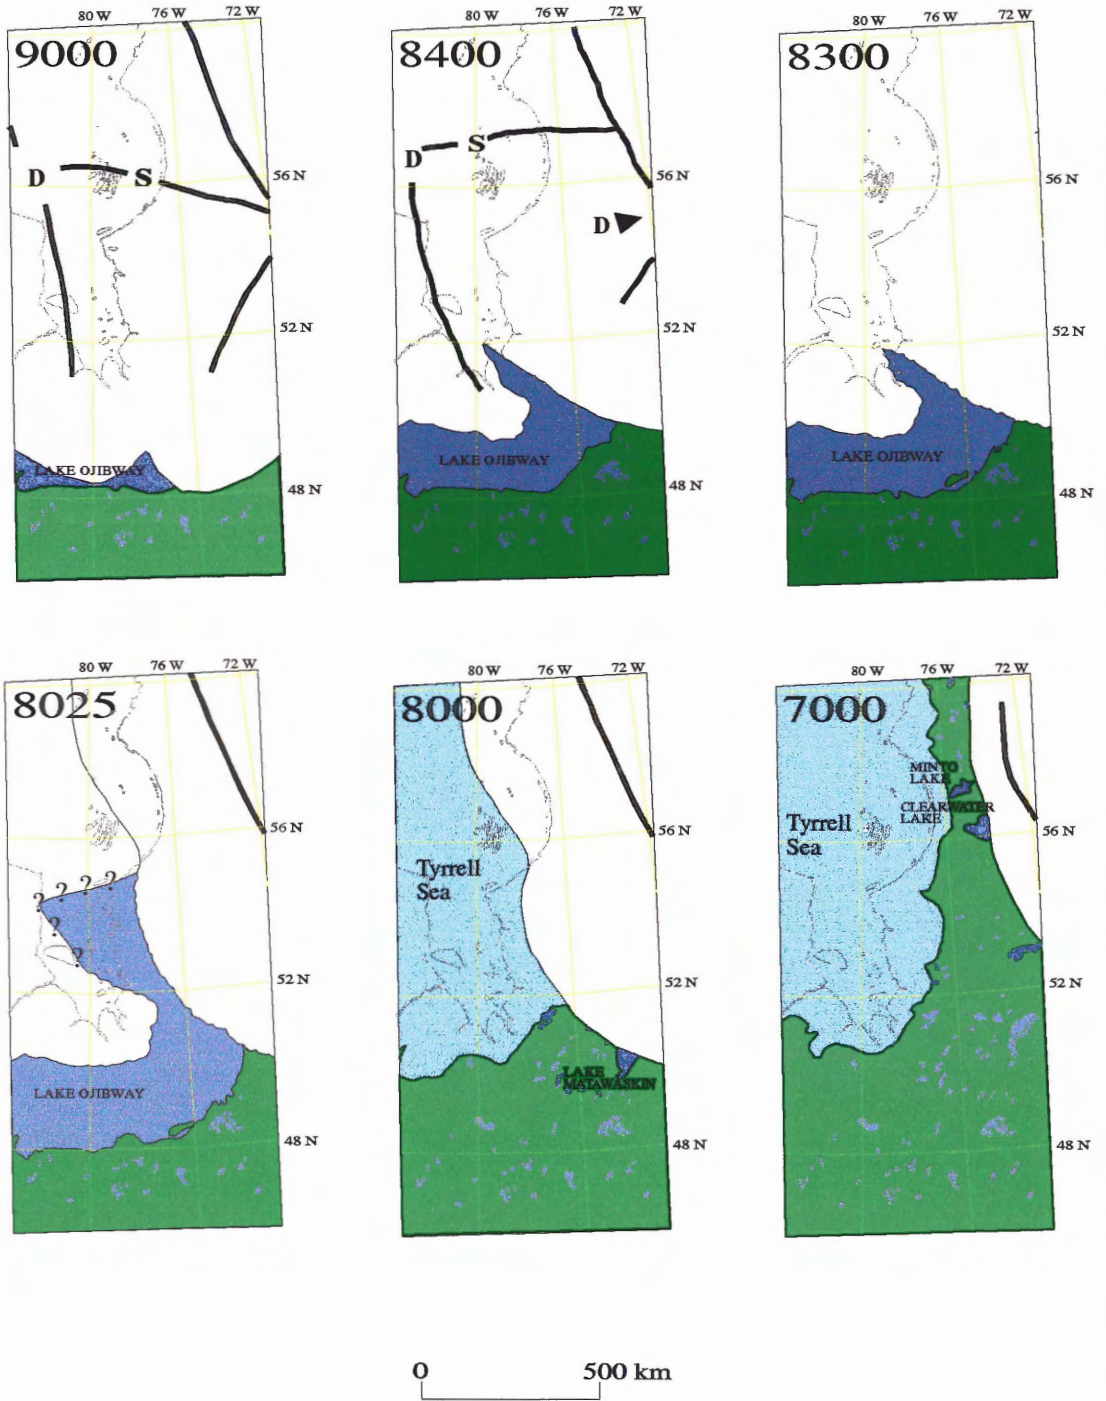 80 W 76 W 72 W
9000
D S
56 N
52 N
LAKE OJIBWAY
48 N
80 W 76 W 72 W
8400
D S
56 N
D
52 N
LAKE OJIBWAY
48 N
80 W 76 W 72 W
8300
56 N
52 N
LAKE OJIBWAY
48 N
80 W 76 W 72 W
8025
56 N
? ? ? ?
?
?
52 N
LAKE OJIBWAY
48 N
80 W 76 W 72 W
8000
56 N
Tyrrell
Sea
52 N
LAKE
MATAWASKIN
48 N
80 W 76 W 72 W
7000
MINTO
LAKE
CLEARWATER
LAKE
Tyrrell
Sea
56 N
52 N
48 N
0 500 km